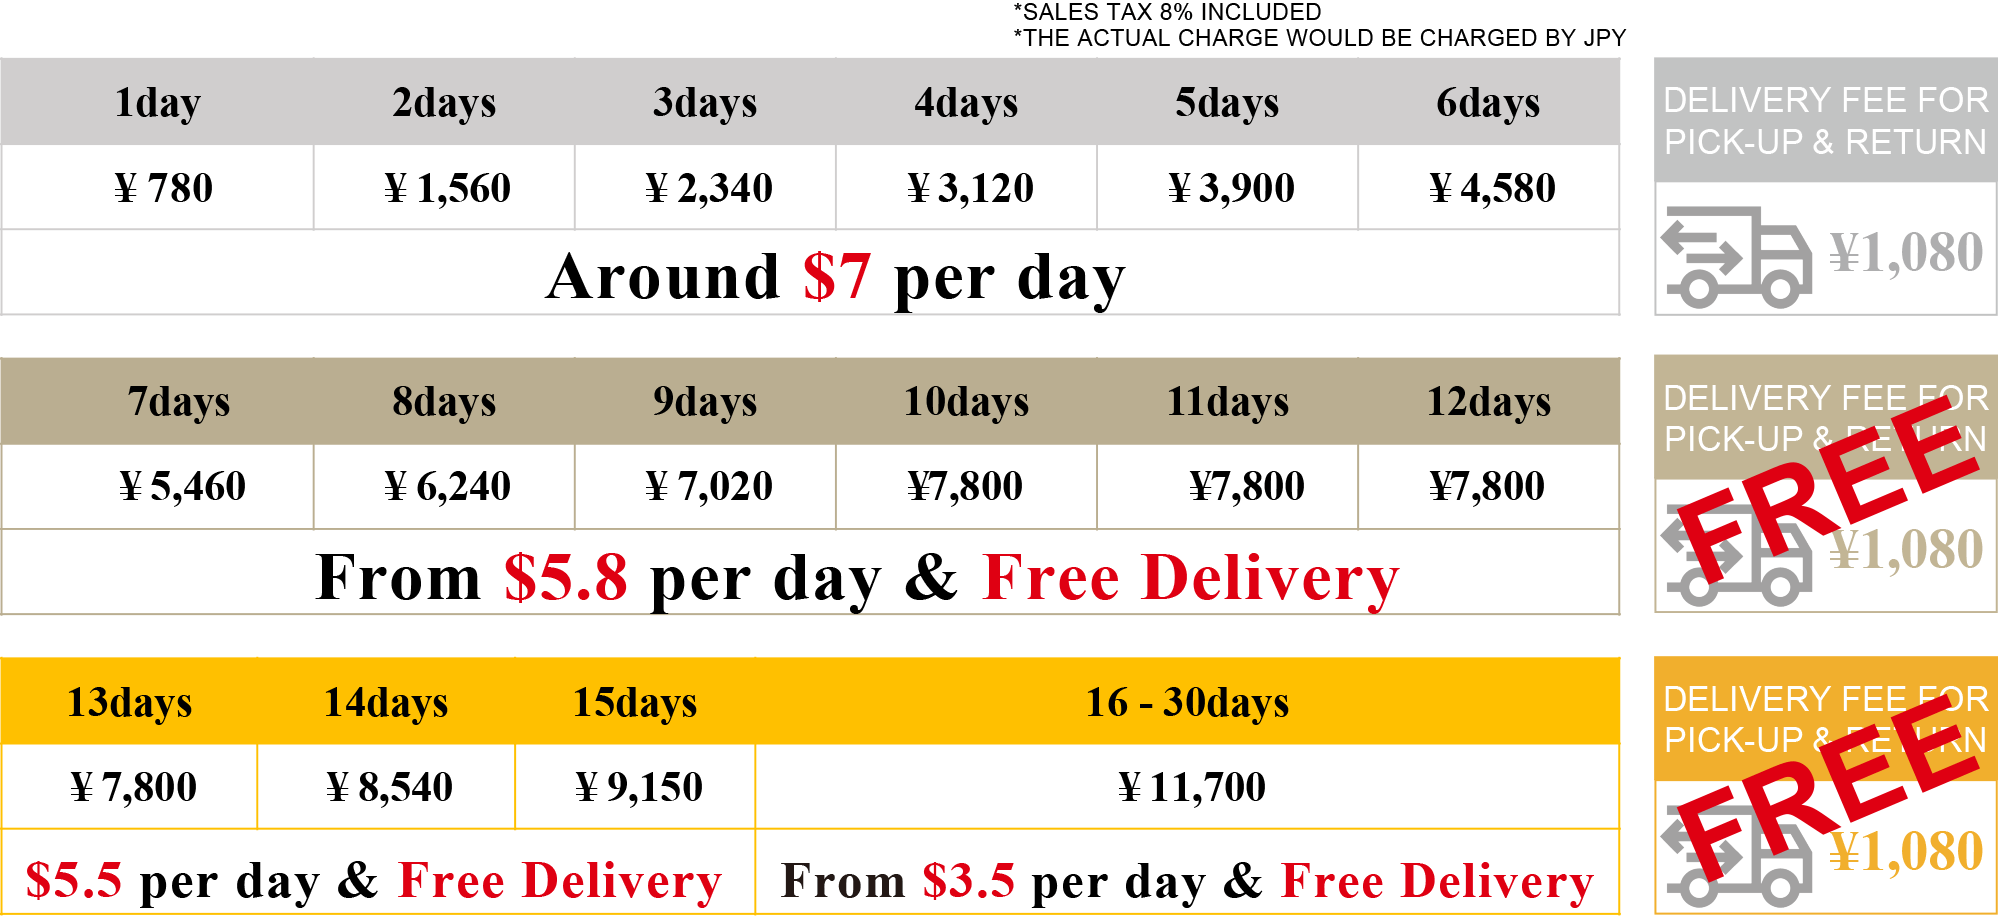 *SALES TAX 8% INCLUDED
*THE ACTUAL CHARGE WOULD BE CHARGED BY JPY
1day 2days 3days 4days 5days 6days
¥ 780 ¥ 1,560 ¥ 2,340 ¥ 3,120 ¥ 3,900 ¥ 4,580
Around $7 per day
DELIVERY FEE FOR
PICK-UP & RETURN
¥1,080
7days 8days 9days 10days 11days 12days
¥ 5,460 ¥ 6,240 ¥ 7,020 ¥7,800 ¥7,800 ¥7,800
From $5.8 per day & Free Delivery
DELIVERY FEE FOR
PICK-UP & RETURN
FREE
¥1,080
13days 14days 15days 16 - 30days
¥ 7,800 ¥ 8,540 ¥ 9,150 ¥ 11,700
$5.5 per day & Free Delivery From $3.5 per day & Free Delivery
DELIVERY FEE FOR
PICK-UP & RETURN
FREE
¥1,080